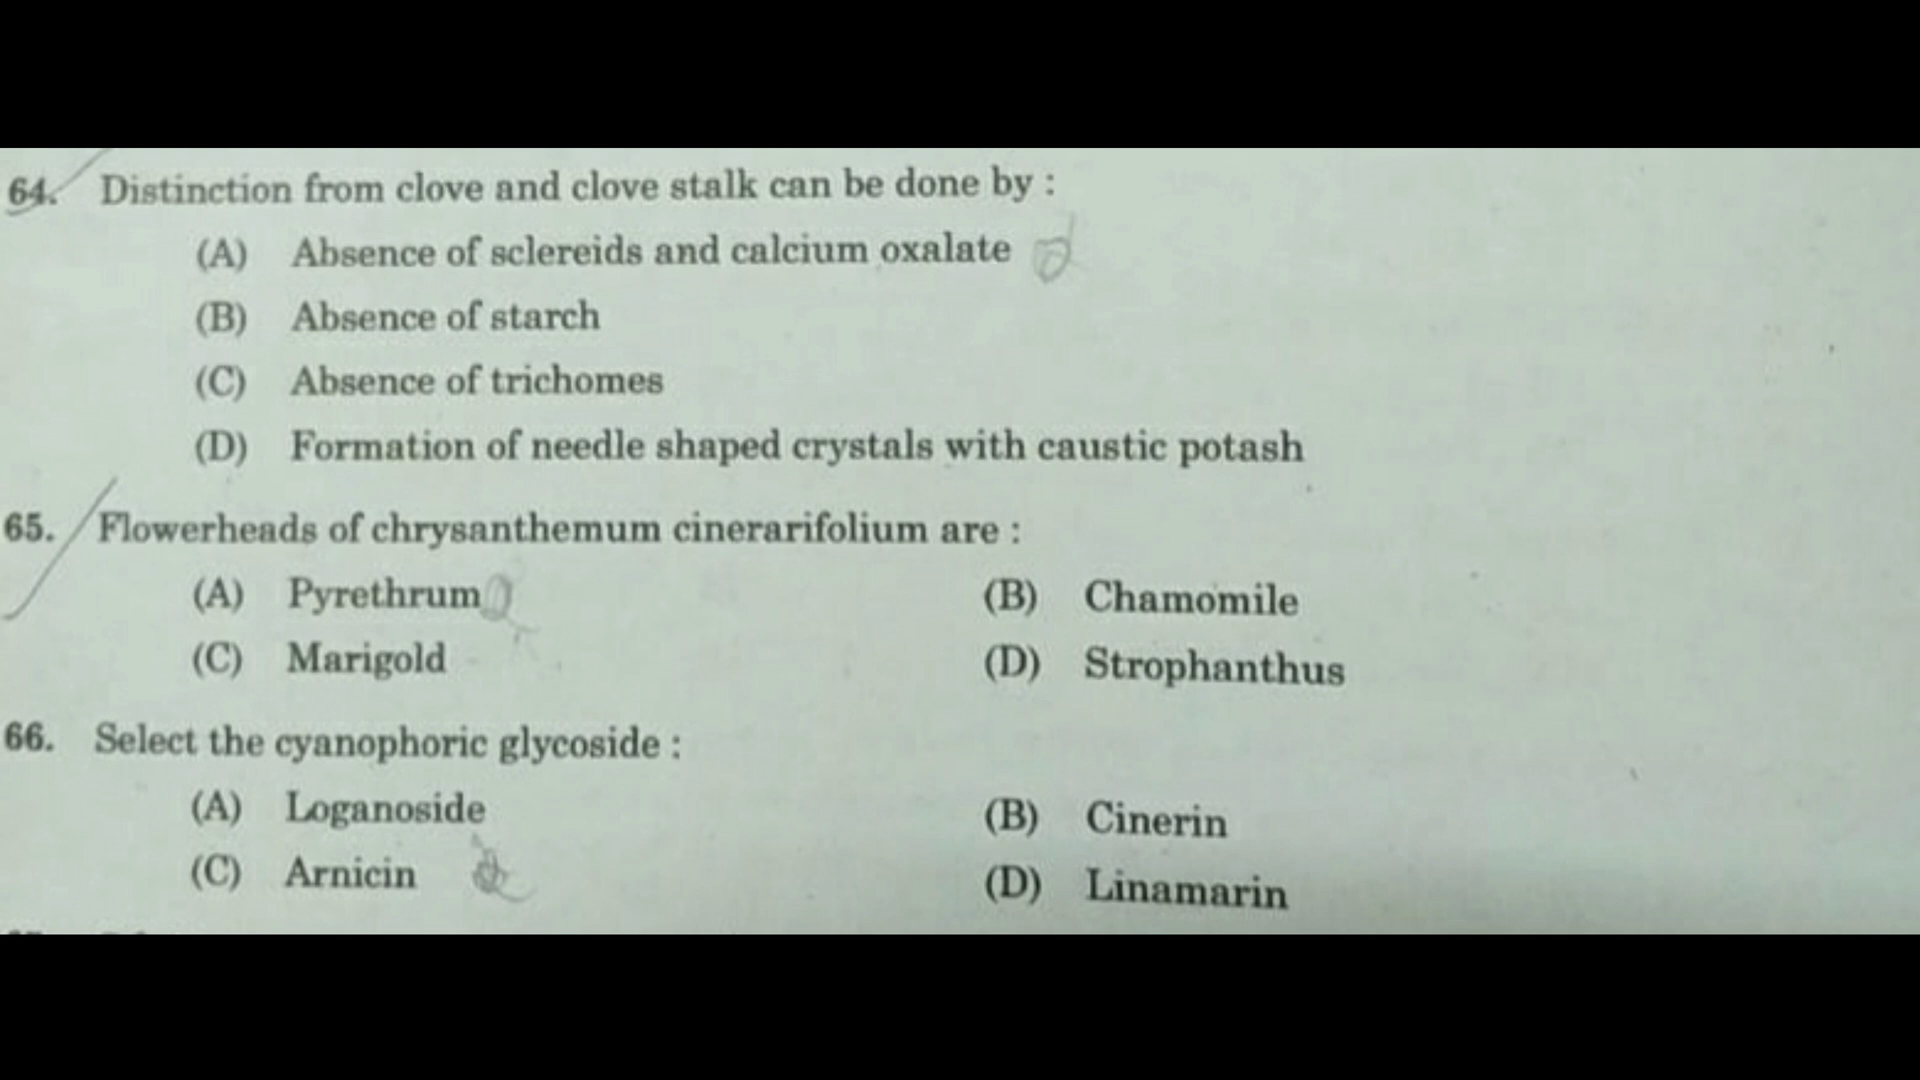 64. Distinction from clove and clove stalk can be done by :
(A) Absence of sclereids and calcium oxalate
(B) Absence of starch
(C) Absence of trichomes
(D) Formation of needle shaped crystals with caustic potash
65. Flowerheads of chrysanthemum cinerarifolium are :
(A) Pyrethrum (B) Chamomile
(C) Marigold (D) Strophanthus
66. Select the cyanophoric glycoside :
(A) Loganoside (B) Cinerin
(C) Arnicin (D) Linamarin